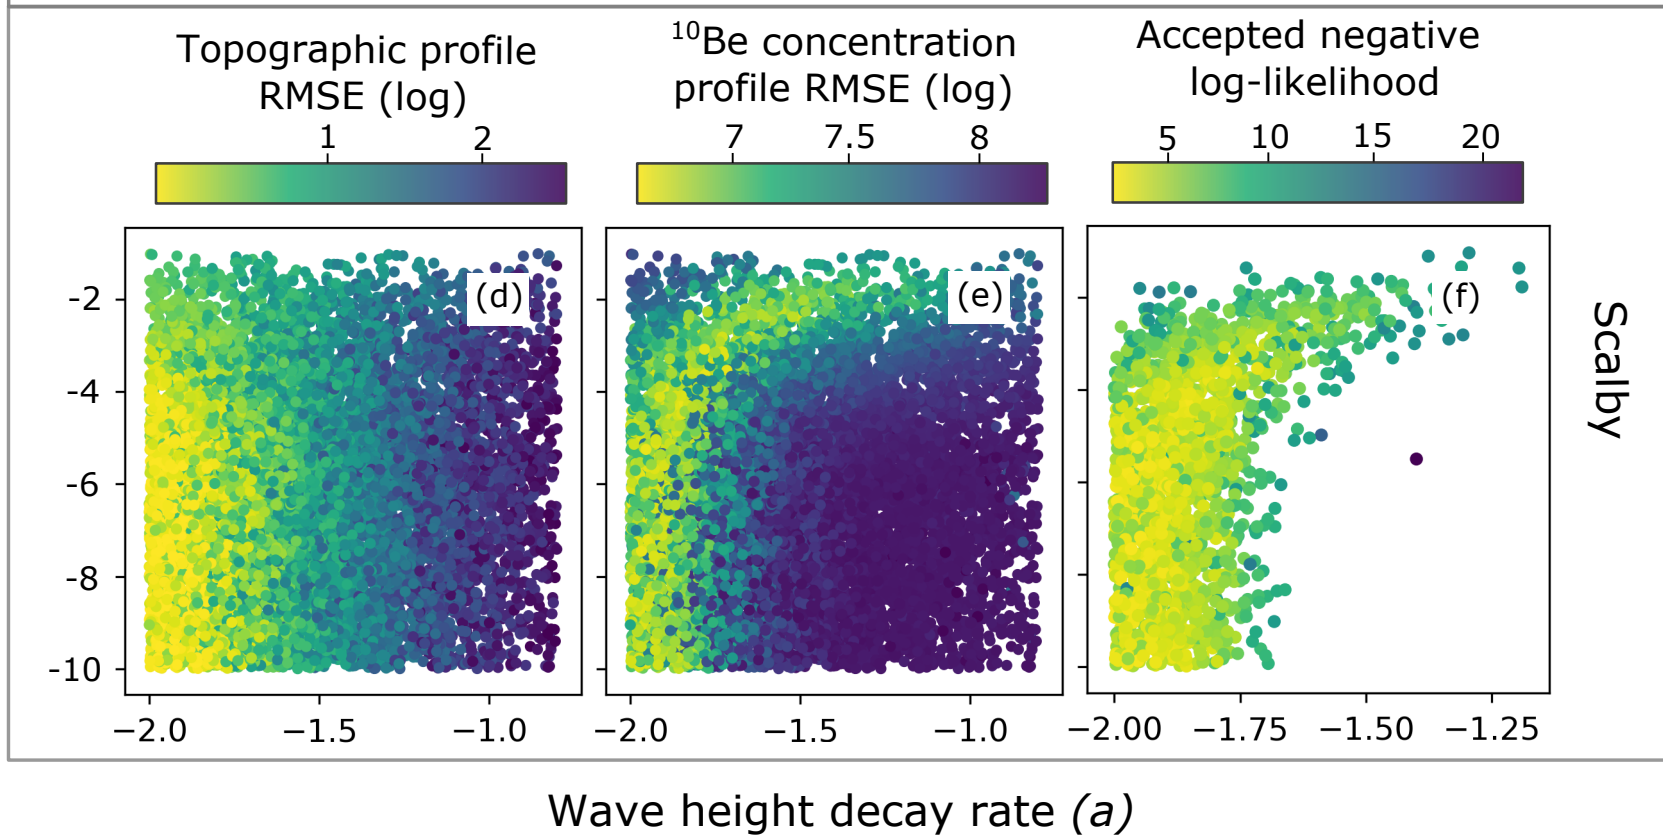 Topographic profile
RMSE (log)
¹⁰Be concentration
profile RMSE (log)
Accepted negative
log-likelihood
1 2
7 7.5 8
5 10 15 20
(d)
(e)
(f)
-2
-4
-6
-8
-10
Scalby
−2.0 −1.5 −1.0
−2.0 −1.5 −1.0
−2.00 −1.75 −1.50 −1.25
Wave height decay rate (a)